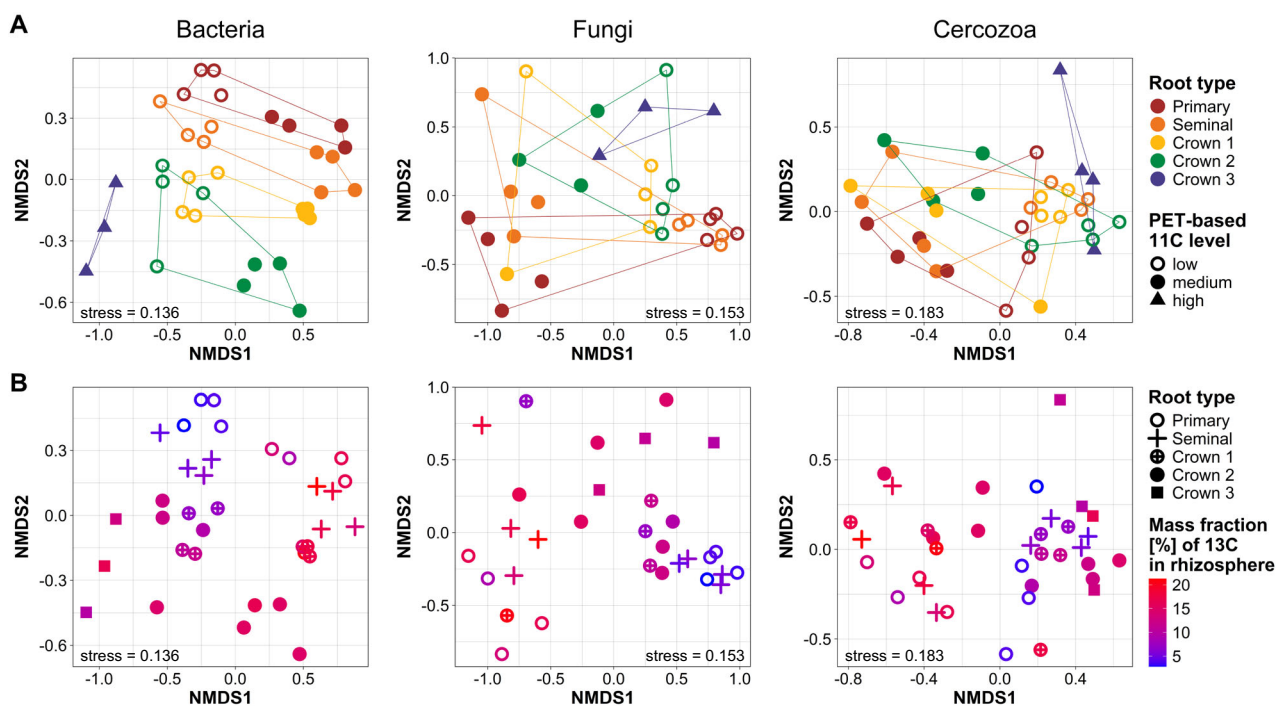 A
Bacteria
Fungi
Cercozoa
NMDS2
0.3
0.0
-0.3
-0.6
stress = 0.136
-1.0
-0.5
0.0
0.5
NMDS1
NMDS2
1.0
0.5
0.0
-0.5
stress = 0.153
-1.0
-0.5
0.0
0.5
1.0
NMDS1
NMDS2
0.5
0.0
-0.5
stress = 0.183
-0.8
-0.4
0.0
0.4
NMDS1
Root type
Primary
Seminal
Crown 1
Crown 2
Crown 3
PET-based
11C level
low
medium
high
B
NMDS2
0.3
0.0
-0.3
-0.6
stress = 0.136
-1.0
-0.5
0.0
0.5
NMDS1
NMDS2
1.0
0.5
0.0
-0.5
stress = 0.153
-1.0
-0.5
0.0
0.5
1.0
NMDS1
NMDS2
0.5
0.0
-0.5
stress = 0.183
-0.8
-0.4
0.0
0.4
NMDS1
Root type
Primary
Seminal
Crown 1
Crown 2
Crown 3
Mass fraction
[%] of 13C
in rhizosphere
20
15
10
5